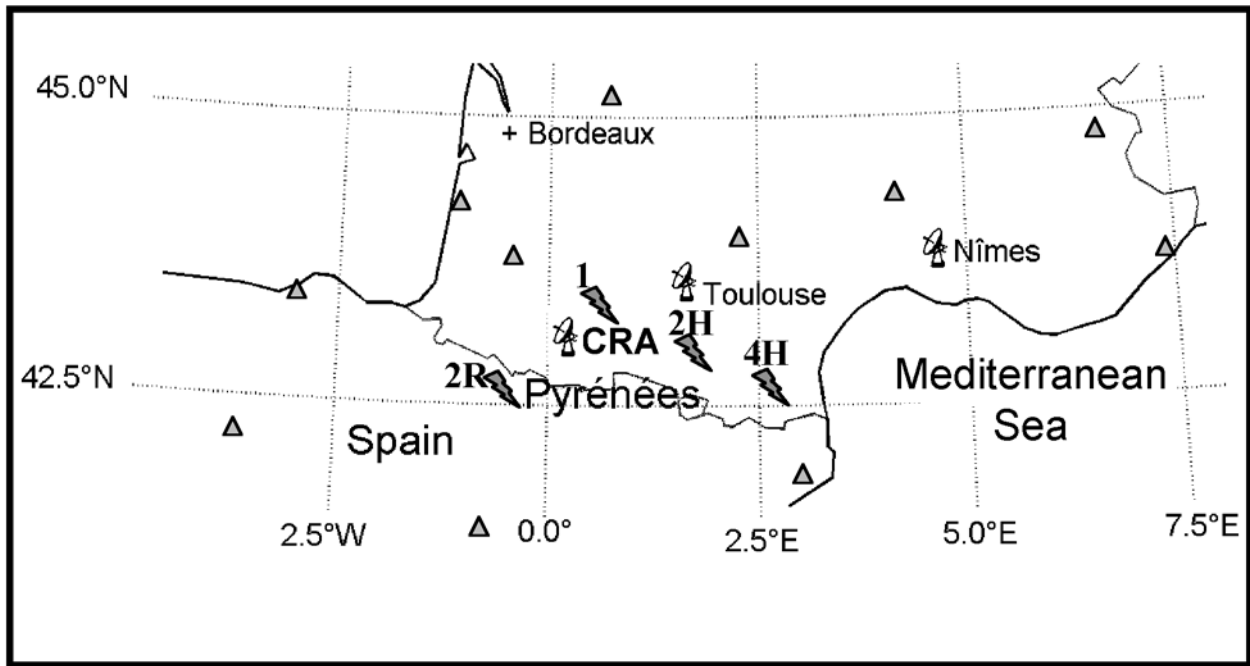 45.0°N
+ Bordeaux
Nîmes
1
Toulouse
2H
CRA
4H
42.5°N
2R
Pyrénées
Mediterranean
Sea
Spain
2.5°W
0.0°
2.5°E
5.0°E
7.5°E